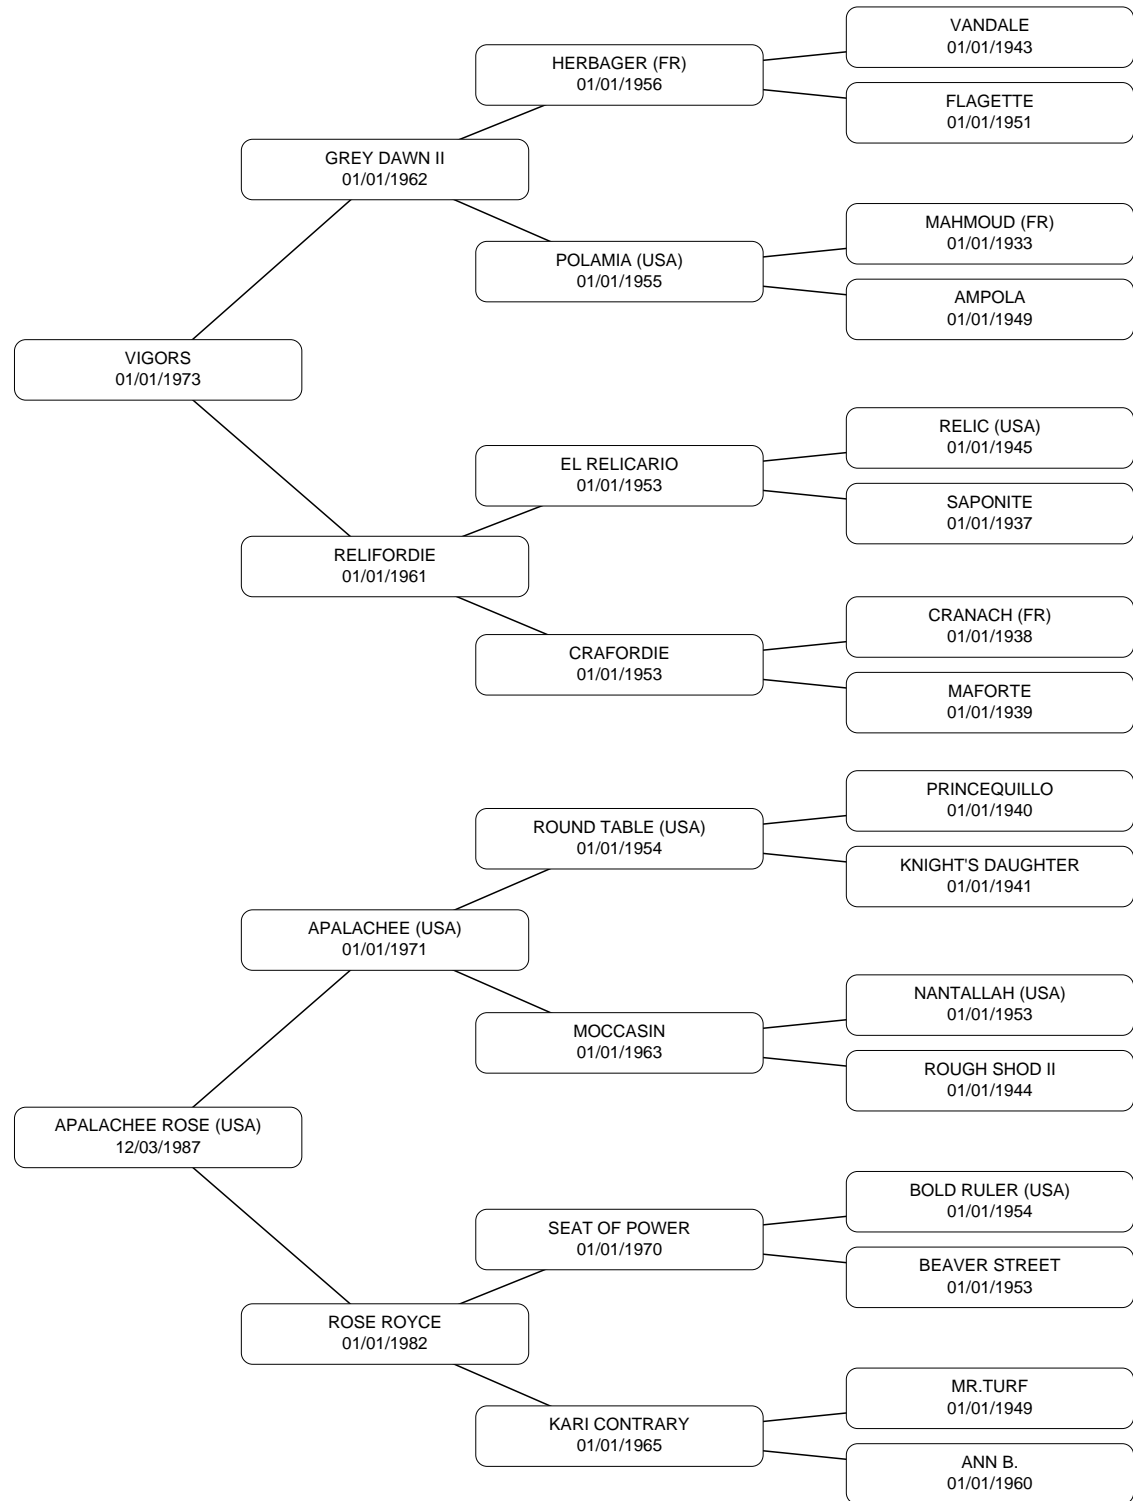 VANDALE
01/01/1943
HERBAGER (FR)
01/01/1956
FLAGETTE
01/01/1951
GREY DAWN II
01/01/1962
MAHMOUD (FR)
01/01/1933
POLAMIA (USA)
01/01/1955
AMPOLA
01/01/1949
VIGORS
01/01/1973
RELIC (USA)
01/01/1945
EL RELICARIO
01/01/1953
SAPONITE
01/01/1937
RELIFORDIE
01/01/1961
CRANACH (FR)
01/01/1938
CRAFORDIE
01/01/1953
MAFORTE
01/01/1939
PRINCEQUILLO
01/01/1940
ROUND TABLE (USA)
01/01/1954
KNIGHT'S DAUGHTER
01/01/1941
APALACHEE (USA)
01/01/1971
NANTALLAH (USA)
01/01/1953
MOCCASIN
01/01/1963
ROUGH SHOD II
01/01/1944
APALACHEE ROSE (USA)
12/03/1987
BOLD RULER (USA)
01/01/1954
SEAT OF POWER
01/01/1970
BEAVER STREET
01/01/1953
ROSE ROYCE
01/01/1982
MR.TURF
01/01/1949
KARI CONTRARY
01/01/1965
ANN B.
01/01/1960